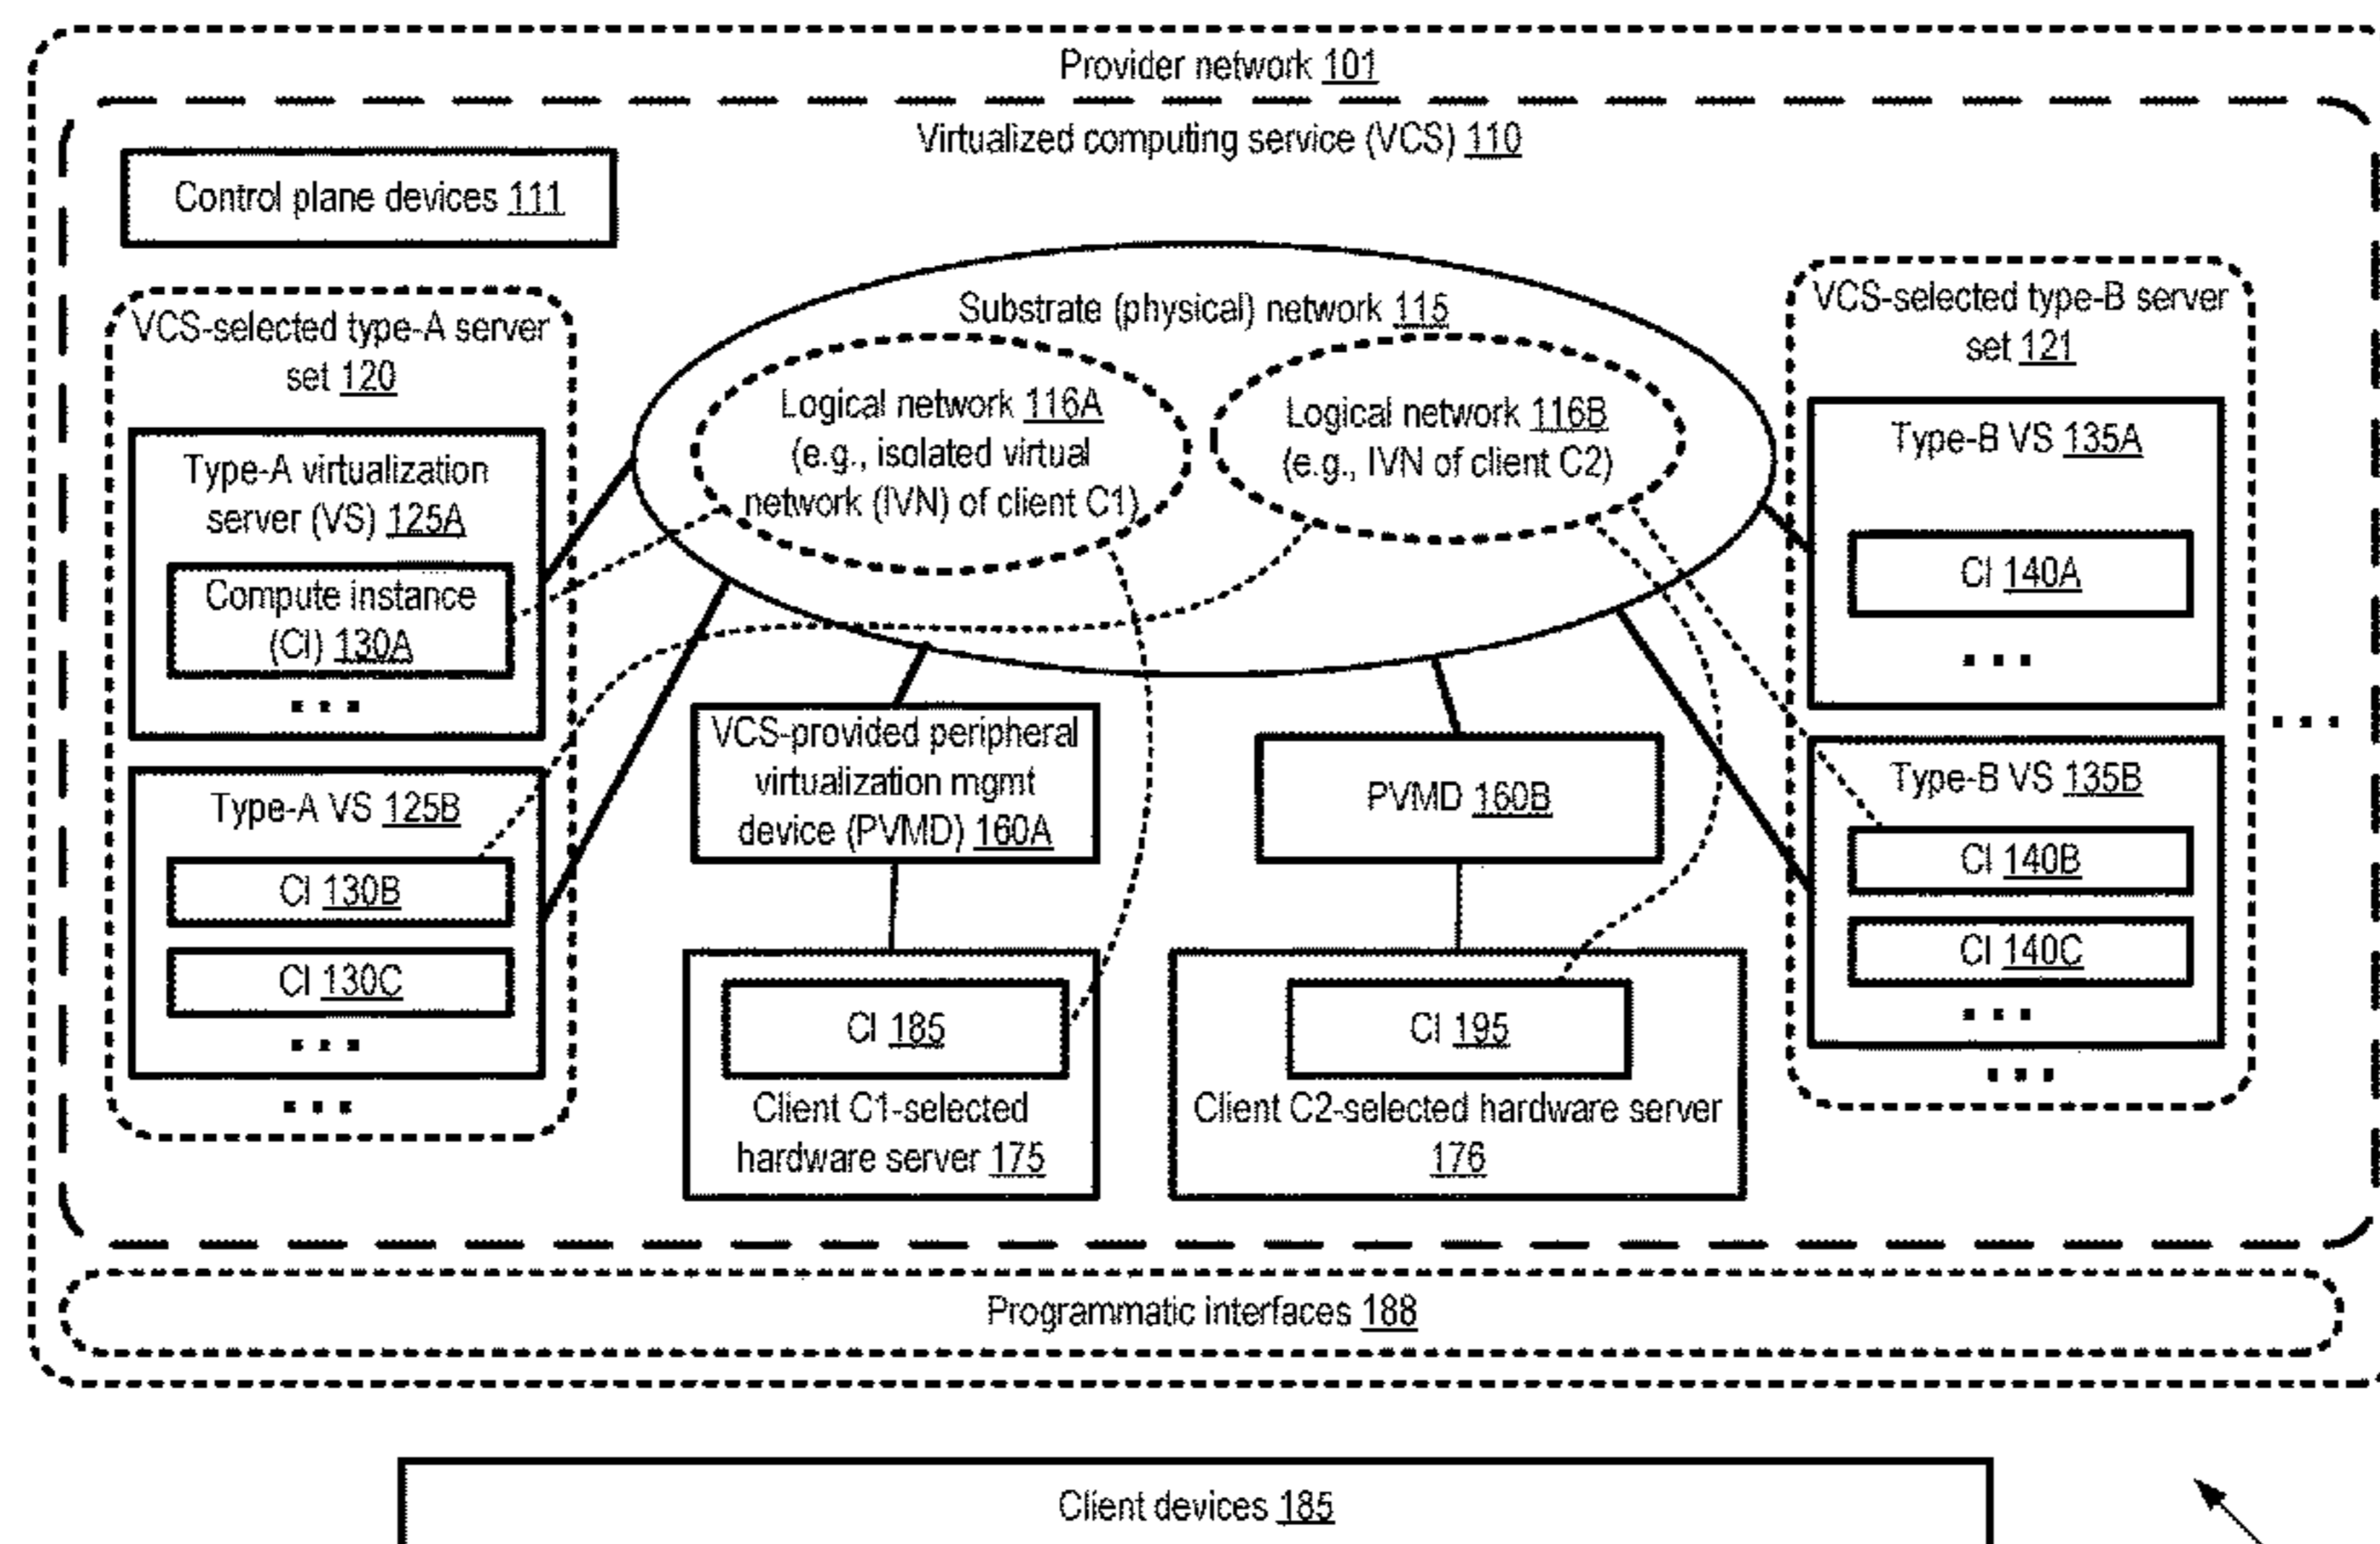 Provider network 101
Virtualized computing service (VCS) 110
Control plane devices 111
VCS-selected type-A server
set 120
Type-A virtualization
server (VS) 125A
Compute instance
(CI) 130A
...
Type-A VS 125B
CI 130B
CI 130C
...
...
Substrate (physical) network 115
Logical network 116A
(e.g., isolated virtual
network (IVN) of client C1)
Logical network 116B
(e.g., IVN of client C2)
VCS-provided peripheral
virtualization mgmt
device (PVMD) 160A
PVMD 160B
CI 185
Client C1-selected
hardware server 175
CI 195
Client C2-selected hardware server
176
VCS-selected type-B server
set 121
Type-B VS 135A
CI 140A
...
Type-B VS 135B
CI 140B
CI 140C
...
...
...
Programmatic interfaces 188
Client devices 185